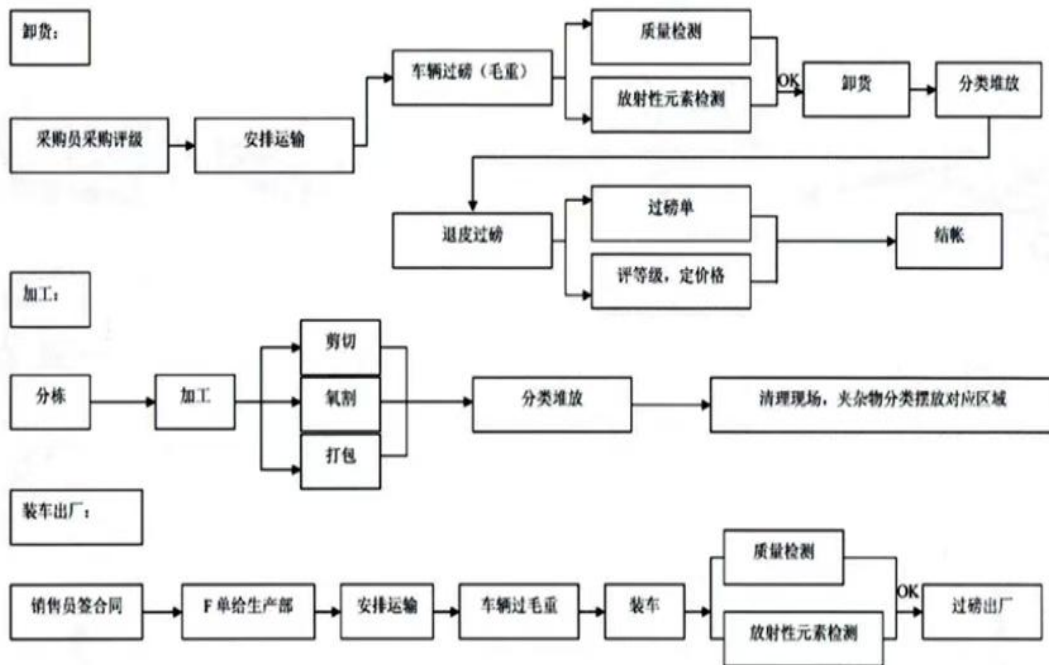 卸货：
质量检测
车辆过磅（毛重）
OK
卸货
分类堆放
放射性元素检测
采购员采购评级
安排运输
过磅单
退皮过磅
结帐
评等级，定价格
加工：
剪切
分栋
加工
氧割
分类堆放
清理现场，夹杂物分类摆放对应区域
打包
装车出厂：
质量检测
销售员签合同
F 单给生产部
安排运输
车辆过毛重
装车
OK
过磅出厂
放射性元素检测